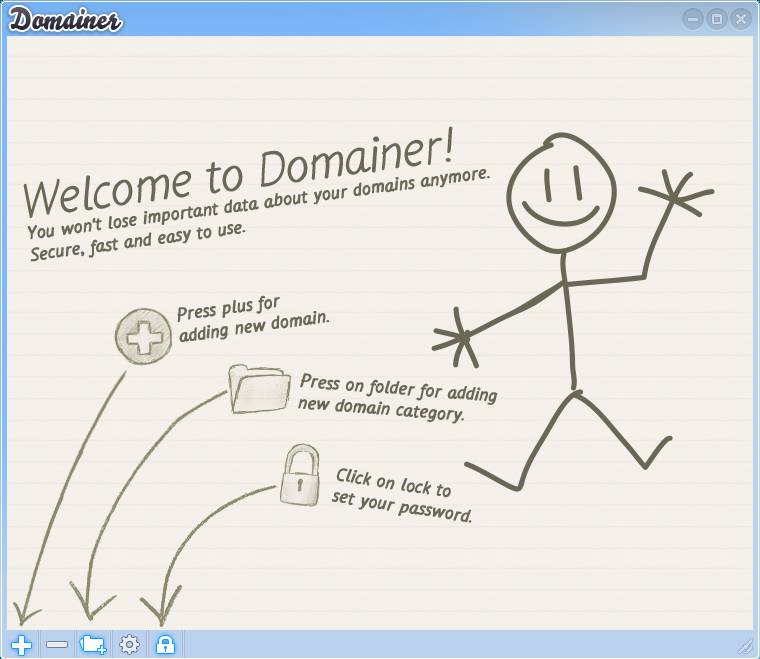 Domainer
Welcome to Domainer!
You won't lose important data about your domains anymore.
Secure, fast and easy to use.
Press plus for
adding new domain.
Press on folder for adding
new domain category.
Click on lock to
set your password.